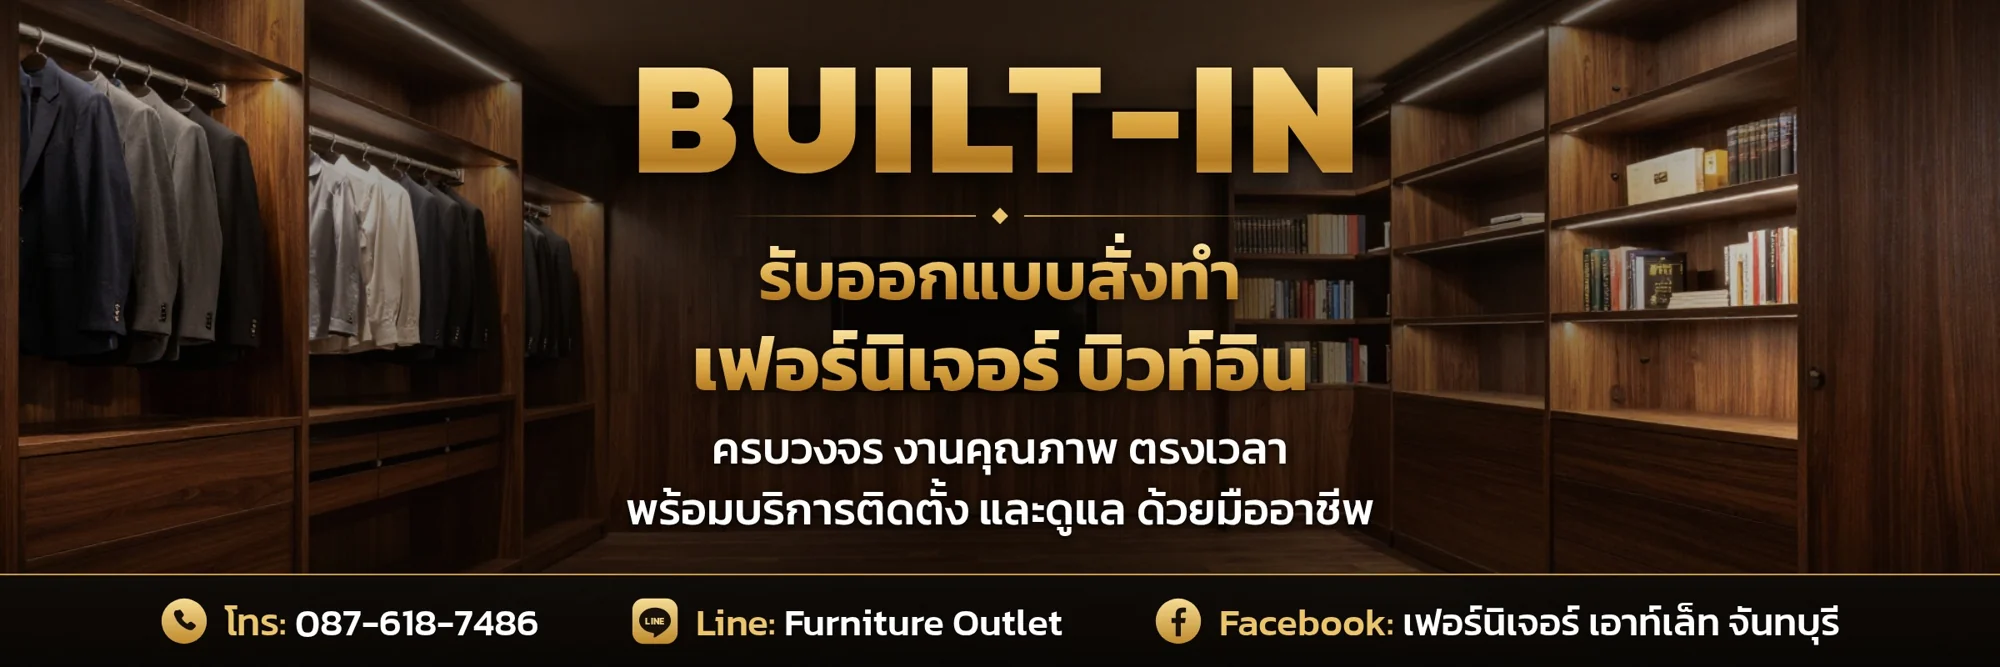 BUILT-IN
รับออกแบบสั่งทำ
เฟอร์นิเจอร์ บิวท์อิน
ครบวงจร งานคุณภาพ ตรงเวลา
พร้อมบริการติดตั้ง และดูแล ด้วยมืออาชีพ
โทร: 087-618-7486
LINE
Line: Furniture Outlet
Facebook: เฟอร์นิเจอร์ เอาท์เล็ท จันทบุรี